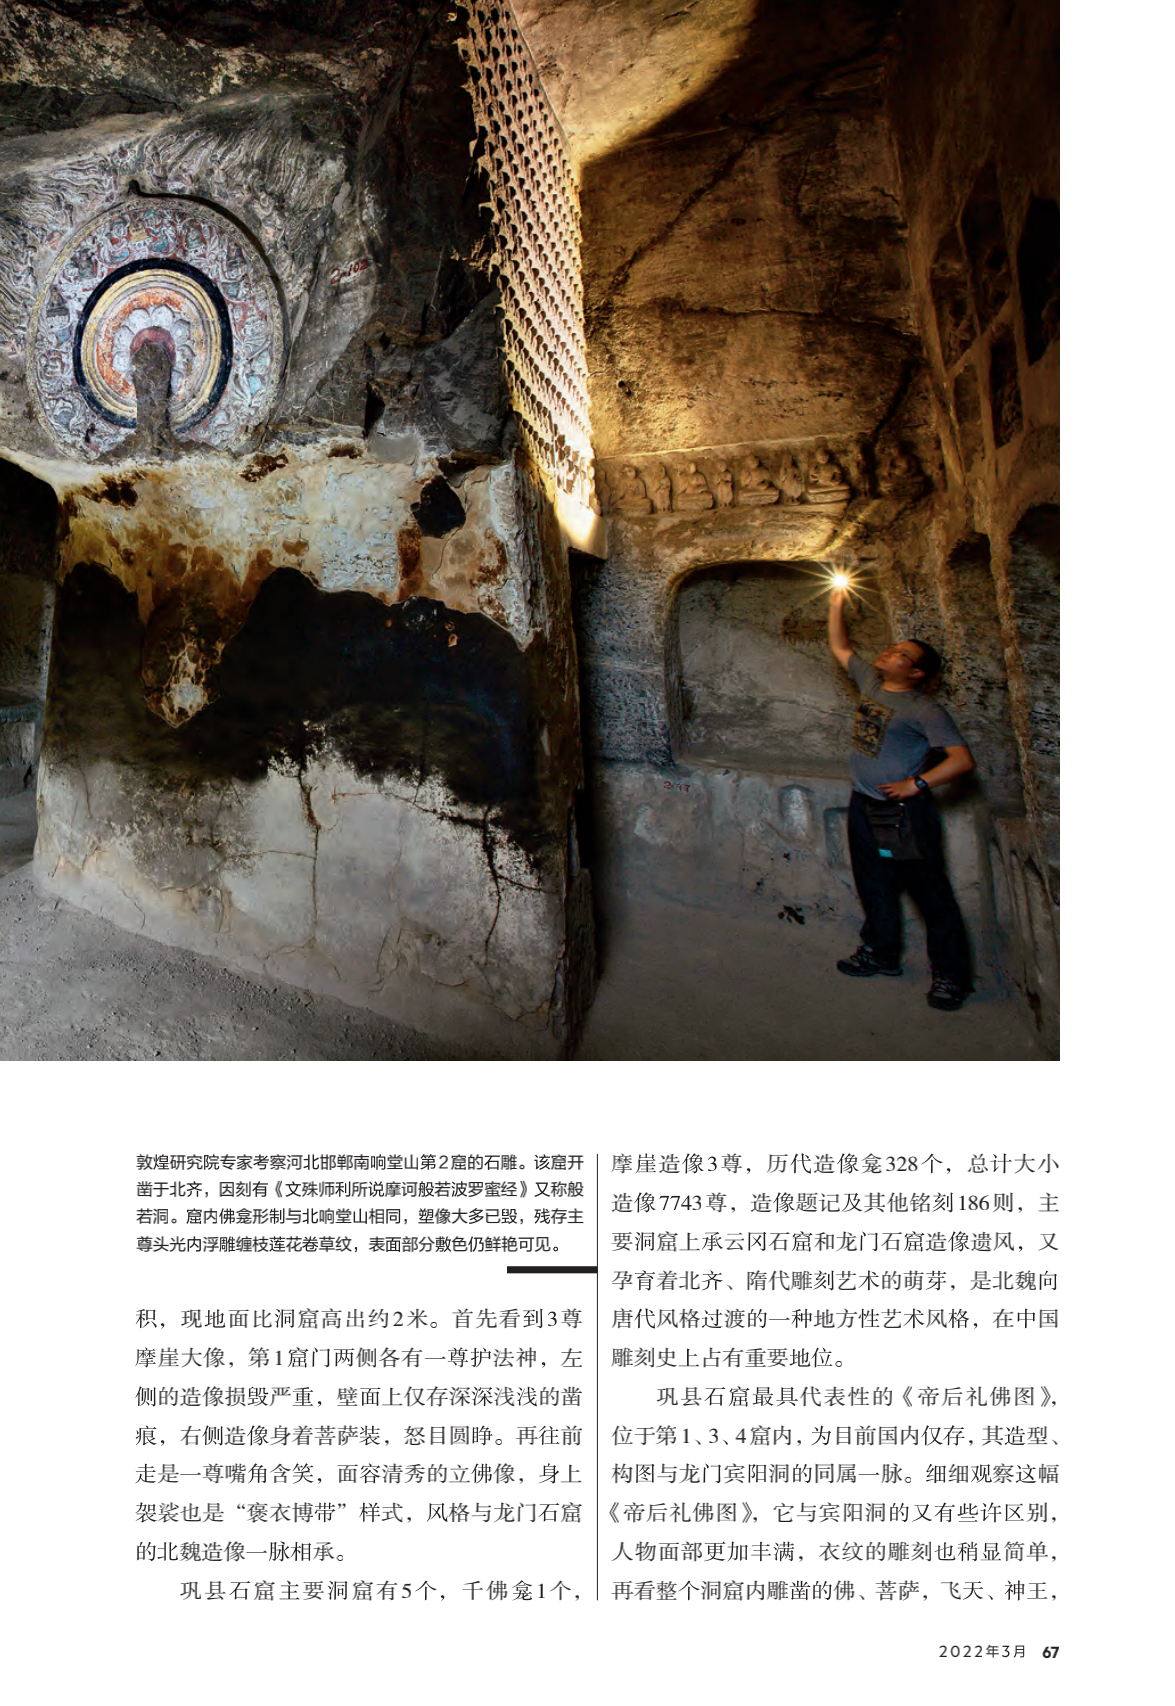 敦煌研究院专家考察河北邯郸南响堂山第2窟的石雕。该窟开
凿于北齐，因刻有《文殊师利所说摩诃般若波罗蜜经》又称般
若洞。窟内佛龛形制与北响堂山相同，塑像大多已毁，残存主
尊头光内浮雕缠枝莲花卷草纹，表面部分敷色仍鲜艳可见。
积，现地面比洞窟高出约2米。首先看到3尊
摩崖大像，第1窟门两侧各有一尊护法神，左
侧的造像损毁严重，壁面上仅存深深浅浅的凿
痕，右侧造像身着菩萨装，怒目圆睁。再往前
走是一尊嘴角含笑，面容清秀的立佛像，身上
袈裟也是“褒衣博带”样式，风格与龙门石窟
的北魏造像一脉相承。
巩县石窟主要洞窟有5个，千佛龛1个，
摩崖造像3尊，历代造像龛328个，总计大小
造像7743尊，造像题记及其他铭刻186则，主
要洞窟上承云冈石窟和龙门石窟造像遗风，又
孕育着北齐、隋代雕刻艺术的萌芽，是北魏向
唐代风格过渡的一种地方性艺术风格，在中国
雕刻史上占有重要地位。
巩县石窟最具代表性的《帝后礼佛图》，
位于第1、3、4窟内，为目前国内仅存，其造型、
构图与龙门宾阳洞的同属一脉。细细观察这幅
《帝后礼佛图》，它与宾阳洞的又有些许区别，
人物面部更加丰满，衣纹的雕刻也稍显简单，
再看整个洞窟内雕凿的佛、菩萨，飞天、神王，
2022年3月 67